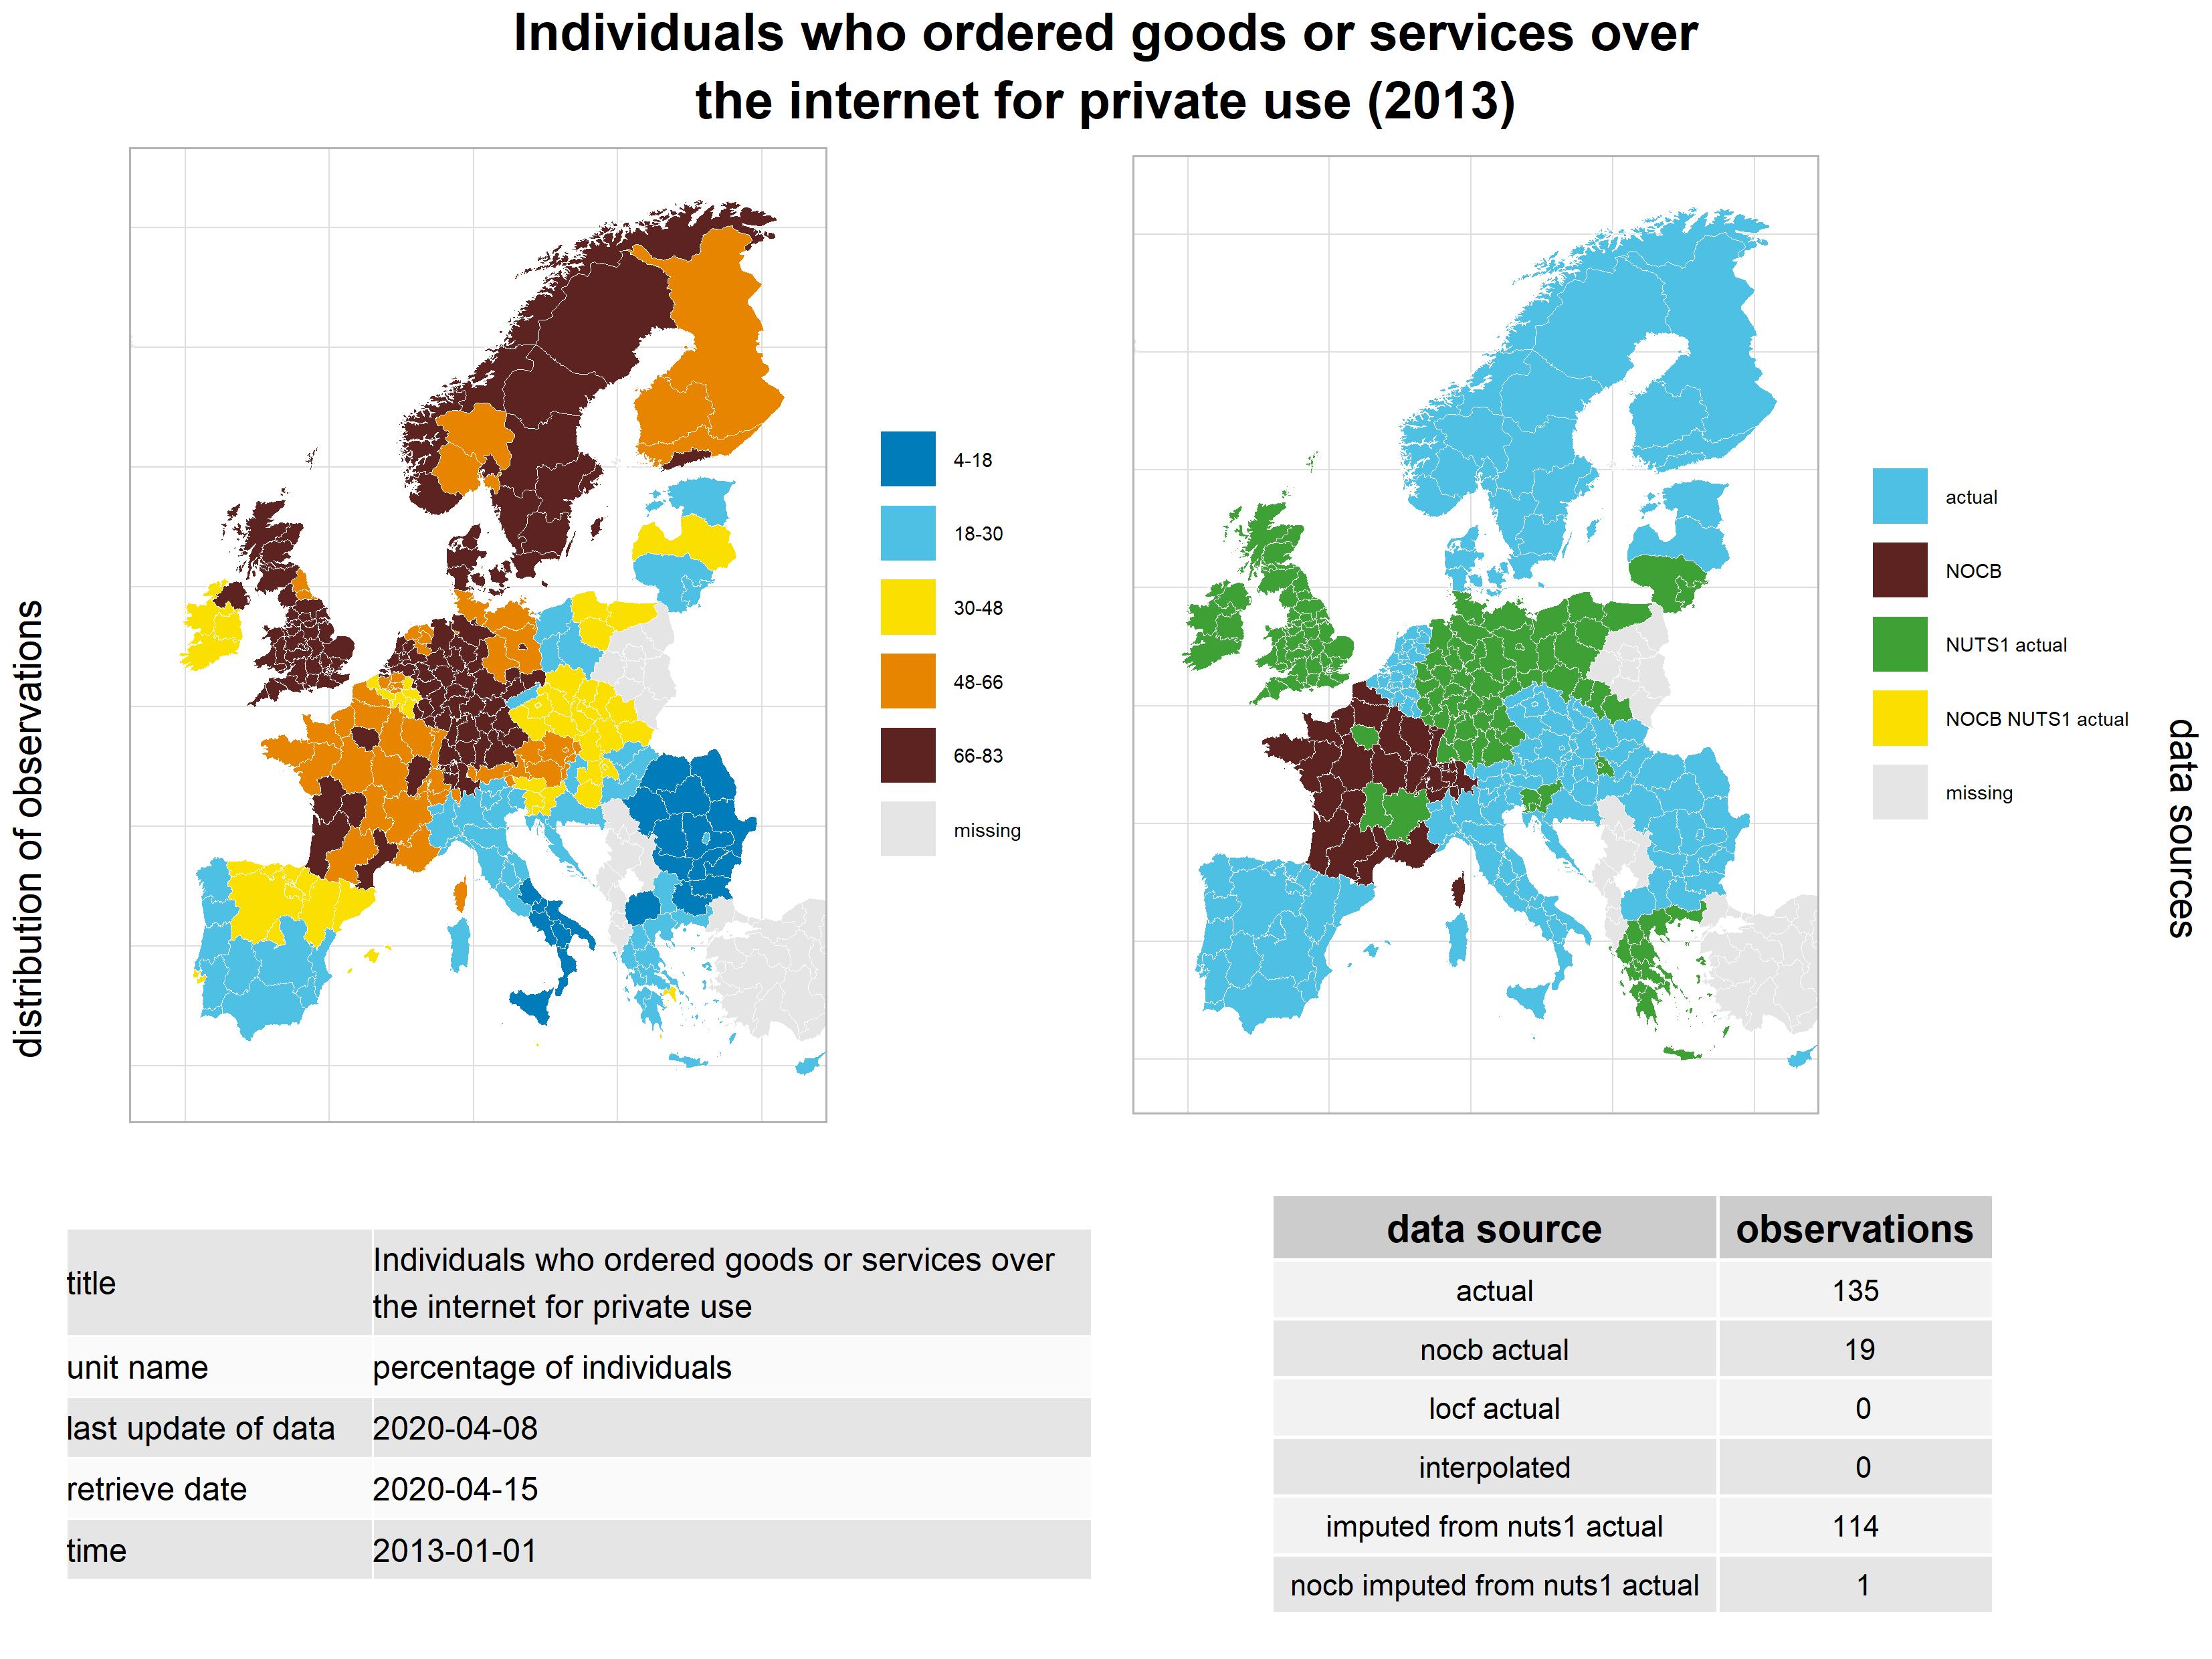 Individuals who ordered goods or services over
the internet for private use (2013)
distribution of observations
4-18
18-30
30-48
48-66
66-83
missing
actual
NOCB
NUTS1 actual
NOCB NUTS1 actual
missing
data sources
title
Individuals who ordered goods or services over
the internet for private use
unit name percentage of individuals
last update of data 2020-04-08
retrieve date 2020-04-15
time 2013-01-01
data source observations
actual 135
nocb actual 19
locf actual 0
interpolated 0
imputed from nuts1 actual 114
nocb imputed from nuts1 actual 1